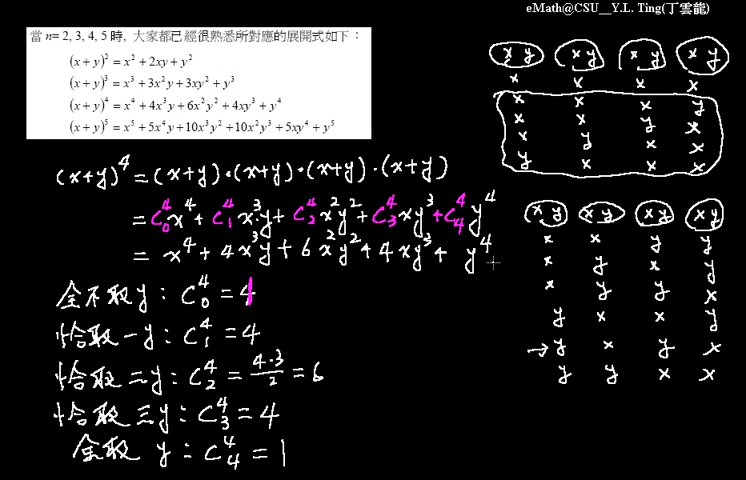 eMath@CSU__Y.L. Ting(丁雲龍)
當 n= 2, 3, 4, 5 時, 大家都已經很熟悉所對應的展開式如下：
(x+y)² = x² + 2xy + y²
(x+y)³ = x³ + 3x²y + 3xy² + y³
(x+y)⁴ = x⁴ + 4x³y + 6x²y² + 4xy³ + y⁴
(x+y)⁵ = x⁵ + 5x⁴y + 10x³y² + 10x²y³ + 5xy⁴ + y⁵
(x+y)⁴ = (x+y)·(x+y)·(x+y)·(x+y)
= C⁴₀x⁴ + C⁴₁x³y + C⁴₂x²y² + C⁴₃xy³ + C⁴₄y⁴
= x⁴ + 4x³y + 6x²y² + 4xy³ + y⁴
全不取y : C⁴₀ = 4
恰取一y : C⁴₁ = 4
恰取二y : C⁴₂ = 4·3/2 = 6
恰取三y : C⁴₃ = 4
全取 y : C⁴₄ = 1
x y x y x y x y
x x x x
x x x y
x x y x
x y x x
y x x x
x y x y x y x y
x x y y
x y x y
x y y x
y x x y
→ y x y x
y y x x